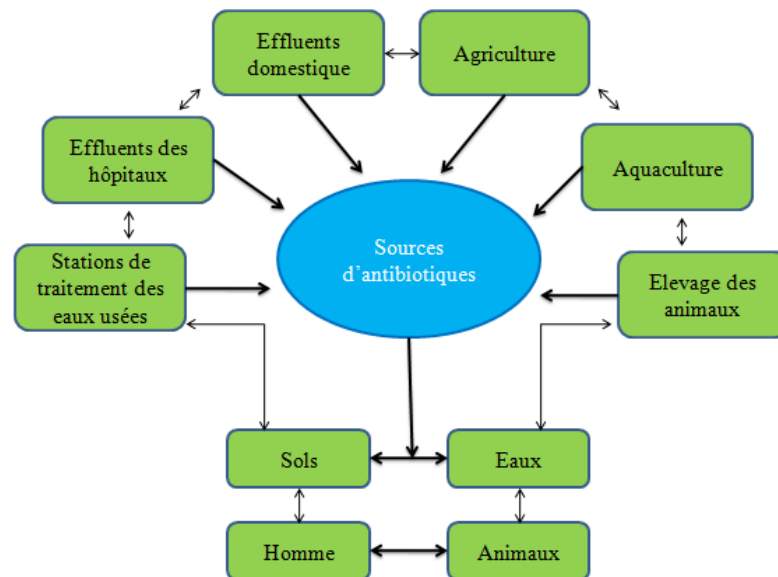 Effluents
domestique
Agriculture
Effluents des
hôpitaux
Aquaculture
Sources
d'antibiotiques
Stations de
traitement des
eaux usées
Elevage des
animaux
Sols
Eaux
Homme
Animaux